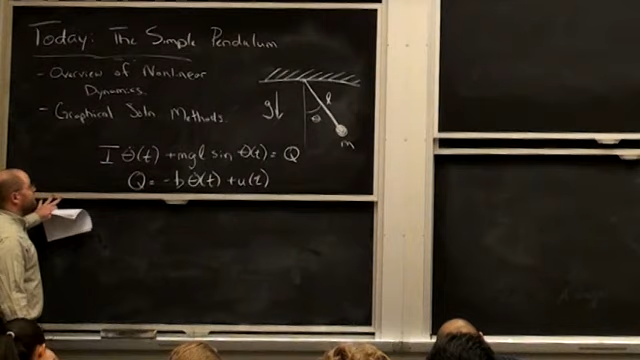 Today: The Simple Pendulum
- Overview of Nonlinear
Dynamics.
- Graphical Soln Methods.
g↓
l
θ
m
I θ̈(t) + mgl sin θ(t) = Q
Q = -b θ̇(t) + u(t)